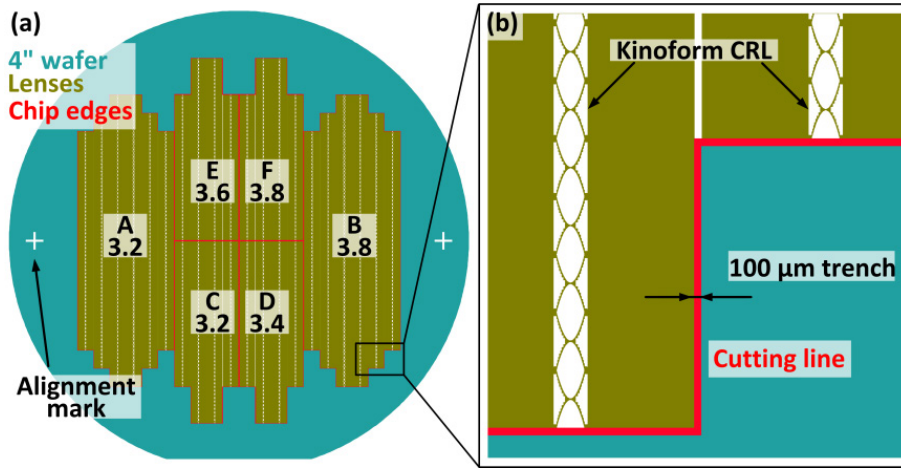 (a)
4" wafer
Lenses
Chip edges
E
3.6
F
3.8
A
3.2
B
3.8
C
3.2
D
3.4
Alignment
mark
(b)
Kinoform CRL
100 µm trench
Cutting line